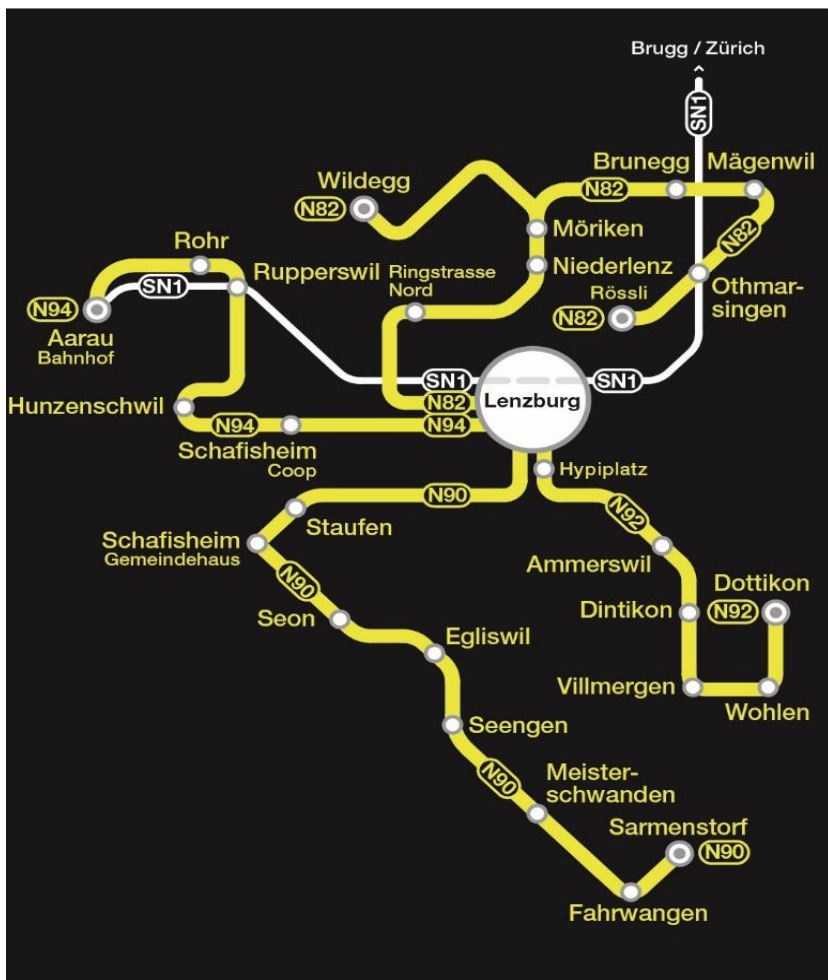 Brugg / Zürich
SN1
Brunegg
Mägenwil
Wildegg
N82
N82
N82
Möriken
Rohr
Rupperswil
Ringstrasse
Nord
Niederlenz
Rössli
Othmar-
singen
SN1
N94
N82
Aarau
Bahnhof
SN1
SN1
Lenzburg
Hunzenschwil
N82
N94
N94
Schafisheim
Coop
Hypiplatz
N90
Staufen
N92
Schafisheim
Gemeindehaus
Ammerswil
N90
Dottikon
Seon
Dintikon
N92
Egliswil
Villmergen
Wohlen
Seengen
N90
Meister-
schwanden
Sarmenstorf
N90
Fahrwangen